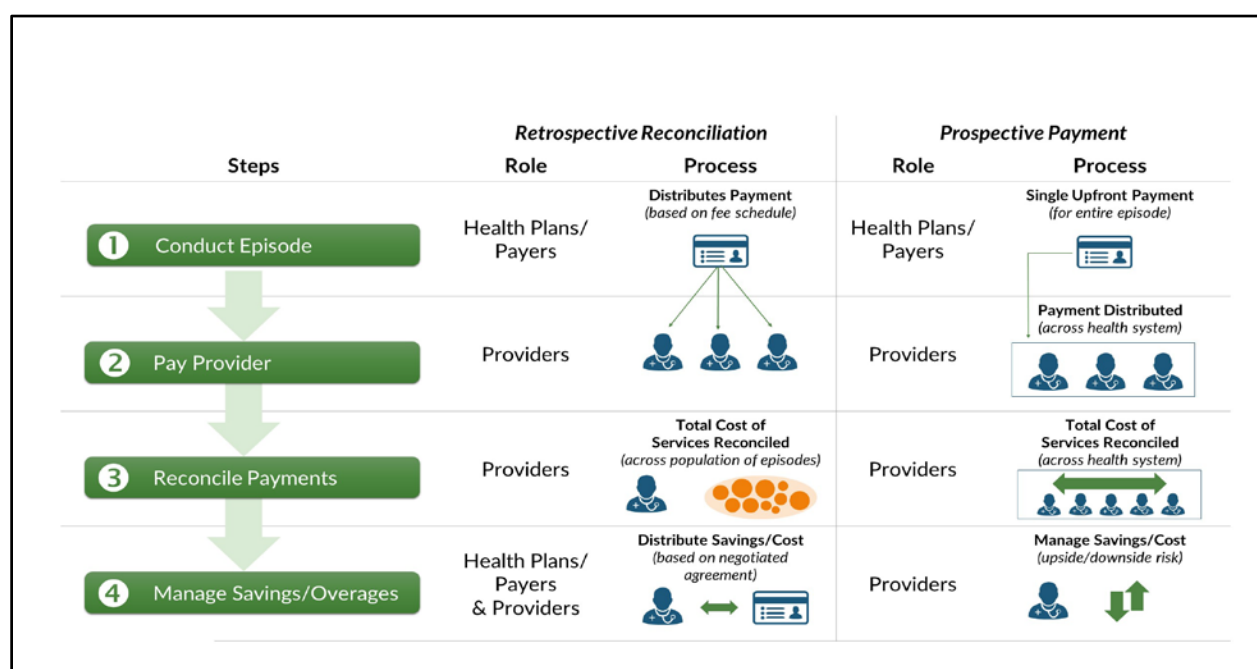 Retrospective Reconciliation
Prospective Payment
Steps
Role
Process
Role
Process
1
Conduct Episode
Health Plans/
Payers
Distributes Payment
(based on fee schedule)
Health Plans/
Payers
Single Upfront Payment
(for entire episode)
2
Pay Provider
Providers
Providers
Payment Distributed
(across health system)
3
Reconcile Payments
Providers
Total Cost of
Services Reconciled
(across population of episodes)
Providers
Total Cost of
Services Reconciled
(across health system)
4
Manage Savings/Overages
Health Plans/
Payers
& Providers
Distribute Savings/Cost
(based on negotiated
agreement)
Providers
Manage Savings/Cost
(upside/downside risk)